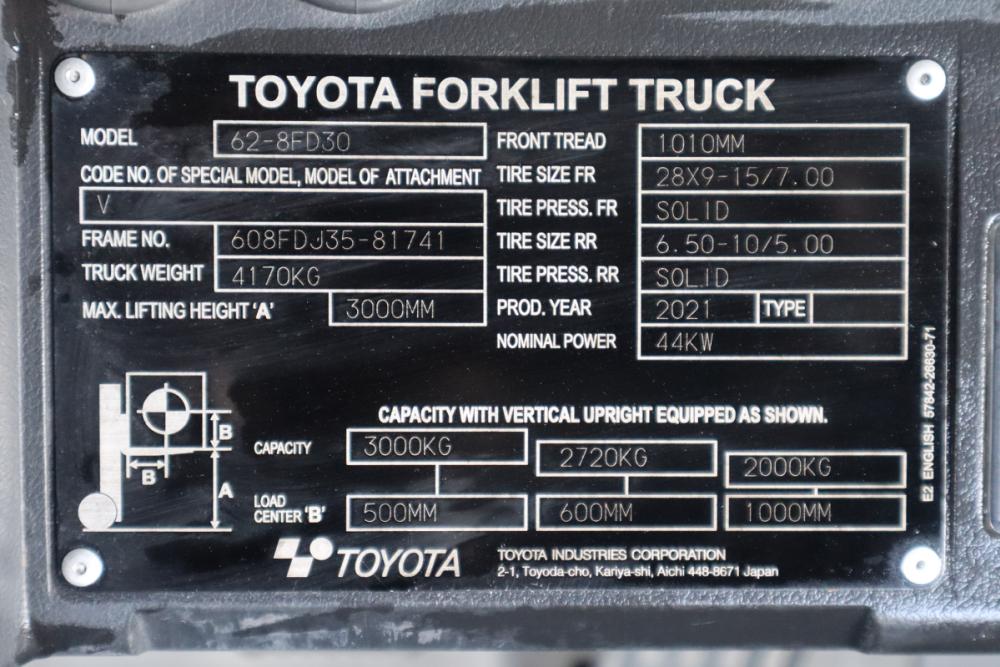 TOYOTA FORKLIFT TRUCK
MODEL 62-8FD30
CODE NO. OF SPECIAL MODEL, MODEL OF ATTACHMENT
V
FRAME NO. 608FDJ35-81741
TRUCK WEIGHT 4170KG
MAX. LIFTING HEIGHT 'A' 3000MM
FRONT TREAD 1010MM
TIRE SIZE FR 28X9-15/7.00
TIRE PRESS. FR SOLID
TIRE SIZE RR 6.50-10/5.00
TIRE PRESS. RR SOLID
PROD. YEAR 2021 TYPE
NOMINAL POWER 44KW
CAPACITY WITH VERTICAL UPRIGHT EQUIPPED AS SHOWN.
B
B
A
CAPACITY 3000KG 2720KG 2000KG
LOAD
CENTER 'B' 500MM 600MM 1000MM
TOYOTA
TOYOTA INDUSTRIES CORPORATION
2-1, Toyoda-cho, Kariya-shi, Aichi 448-8671 Japan
E2 ENGLISH 57842-26630-71